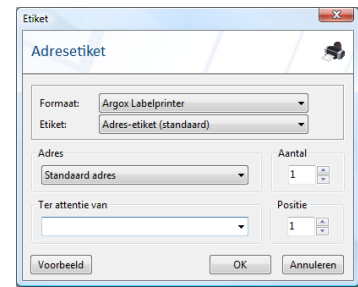 Etiket
Adresetiket
Formaat: Argox Labelprinter
Etiket: Adres-etiket (standaard)
Adres Aantal
Standaard adres 1
Ter attentie van Positie
1
Voorbeeld OK Annuleren